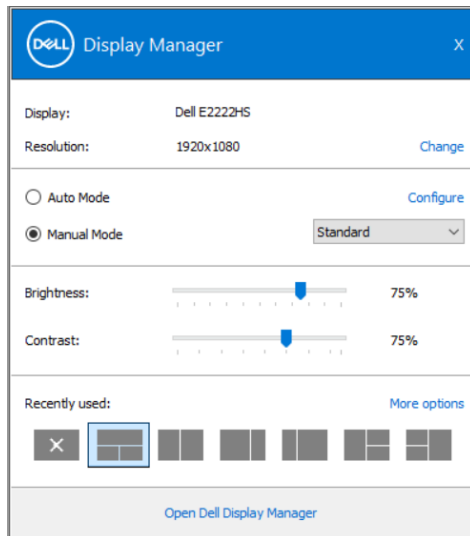 DELL Display Manager X
Display: Dell E2222HS
Resolution: 1920x1080 Change
Auto Mode Configure
Manual Mode Standard
Brightness: 75%
Contrast: 75%
Recently used: More options
Open Dell Display Manager